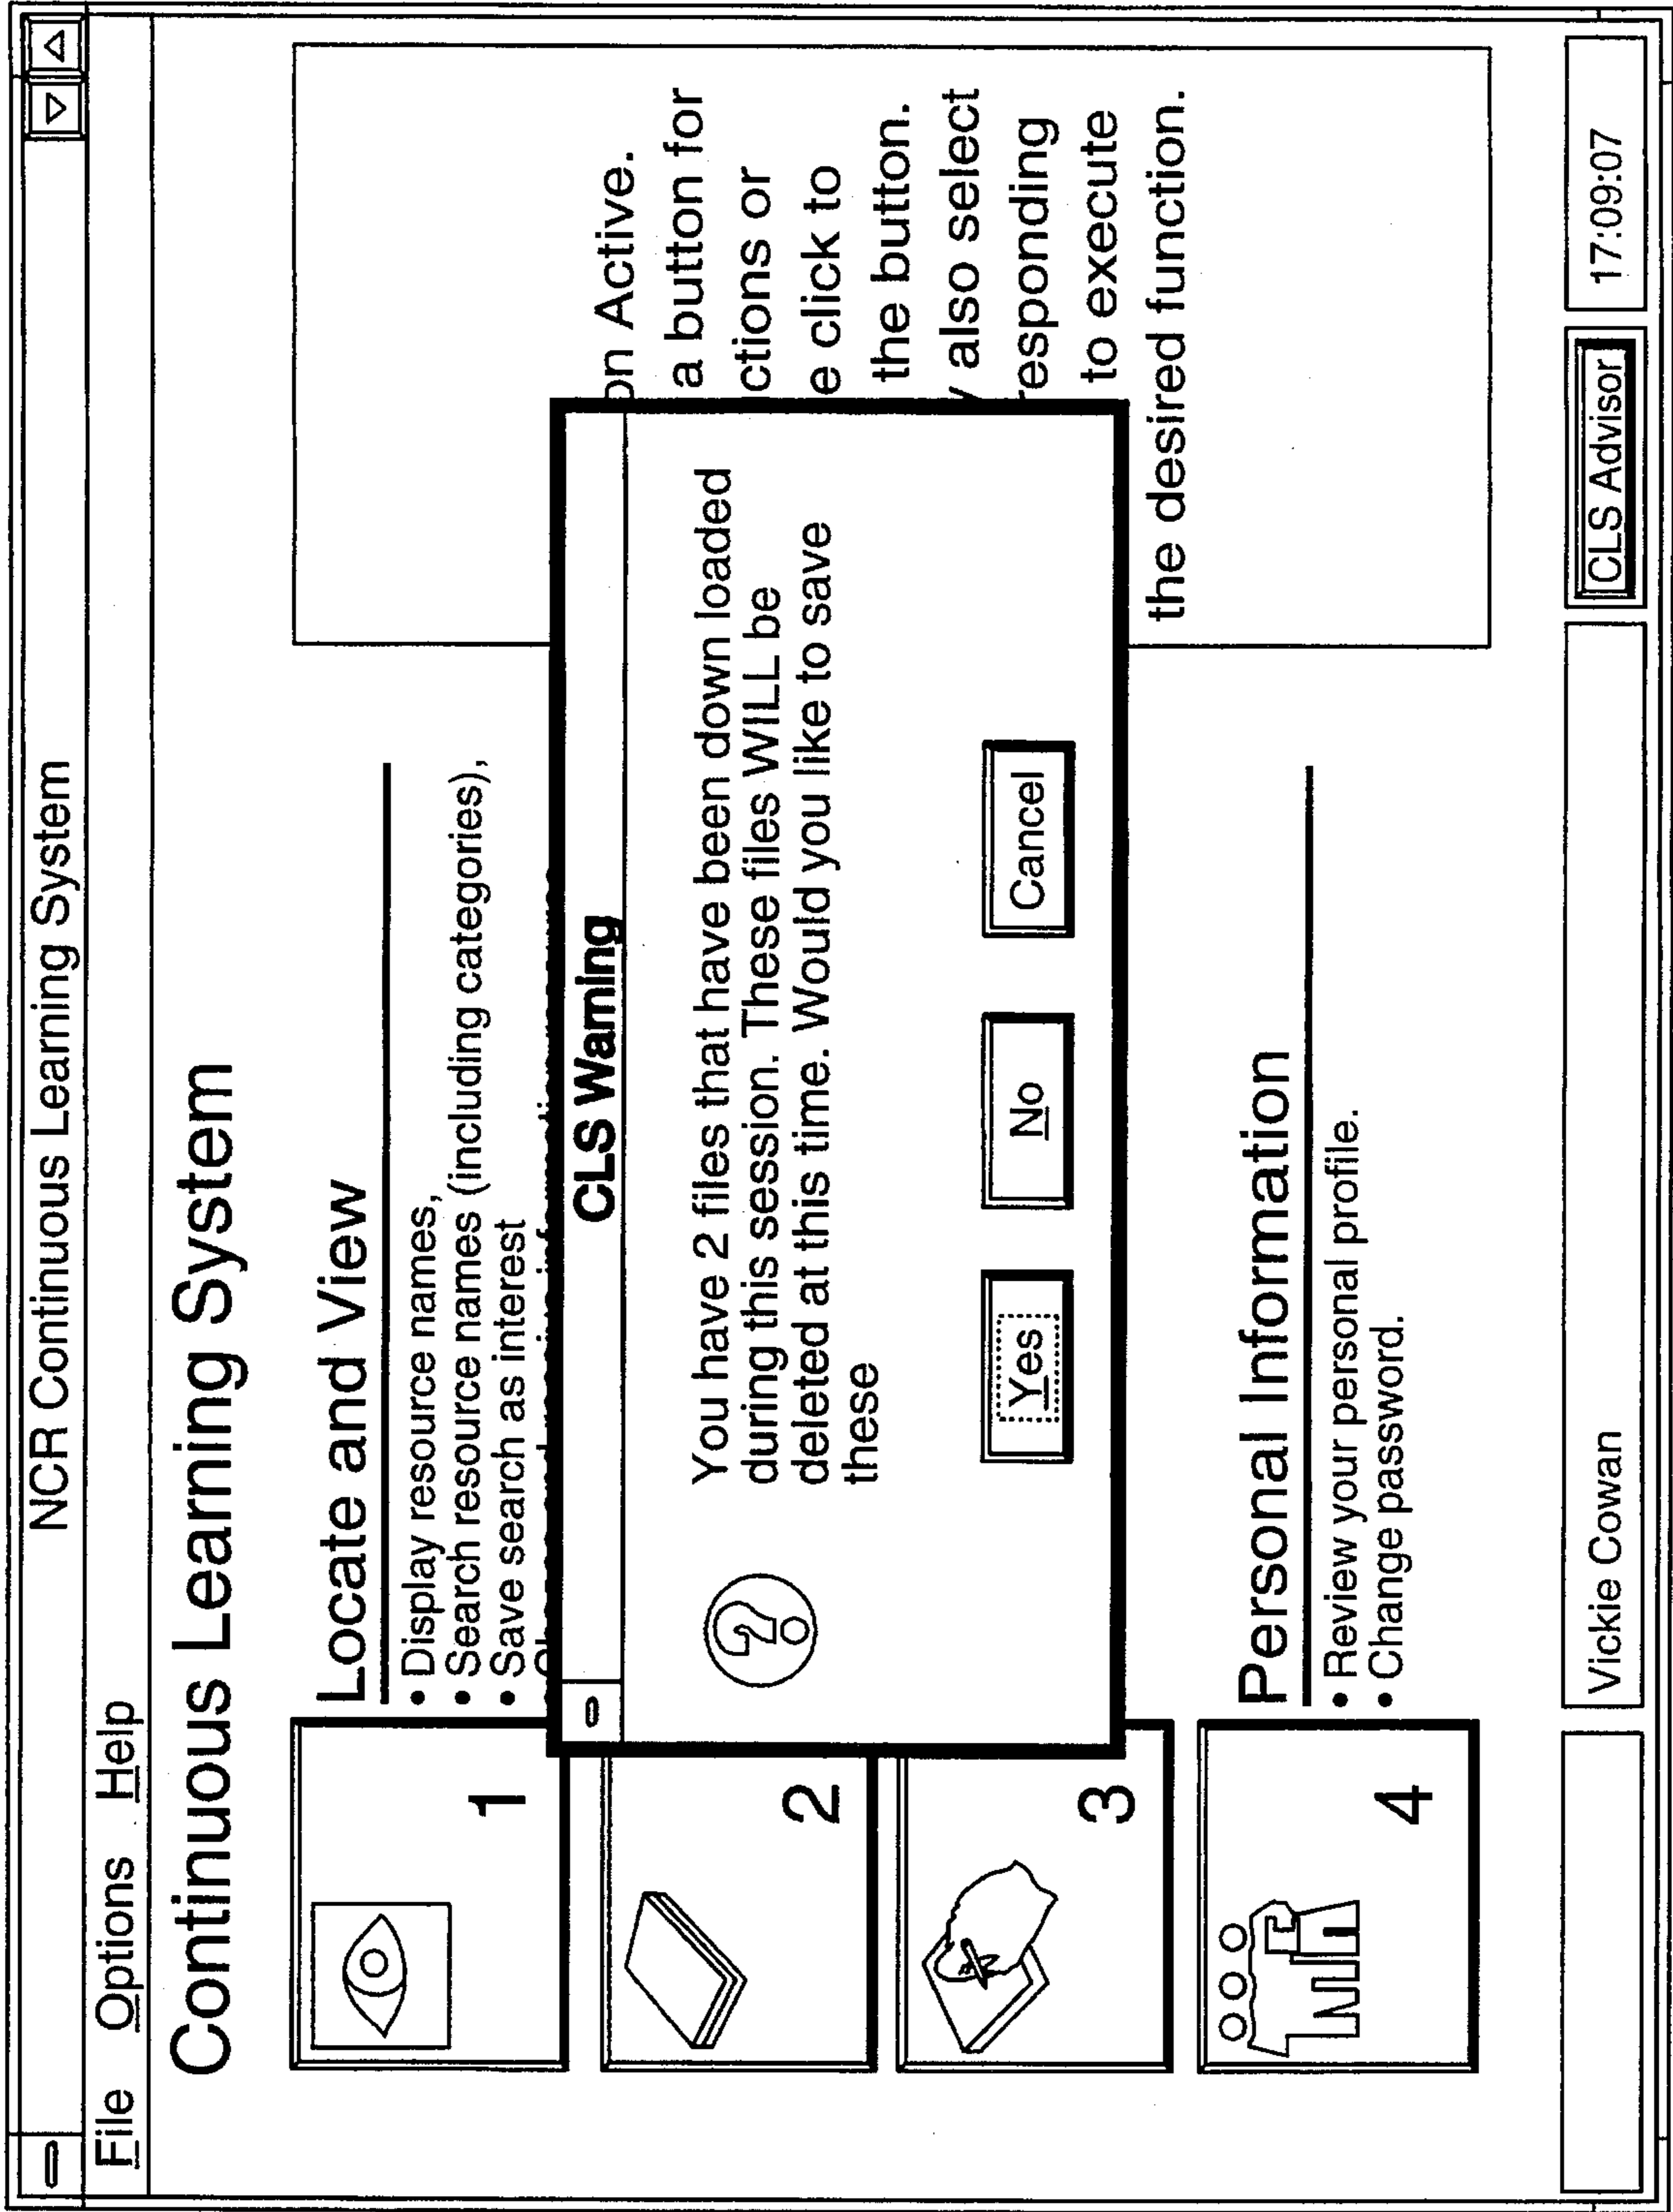 NCR Continuous Learning System
File Options Help
Continuous Learning System
1
Locate and View
• Display resource names,
• Search resource names (including categories),
• Save search as interest
CLS Warning
You have 2 files that have been down loaded
during this session. These files WILL be
deleted at this time. Would you like to save
these
Yes No Cancel
on Active.
a button for
ctions or
e click to
the button.
also select
responding
to execute
the desired function.
2
3
4
Personal Information
• Review your personal profile.
• Change password.
Vickie Cowan
CLS Advisor
17:09:07